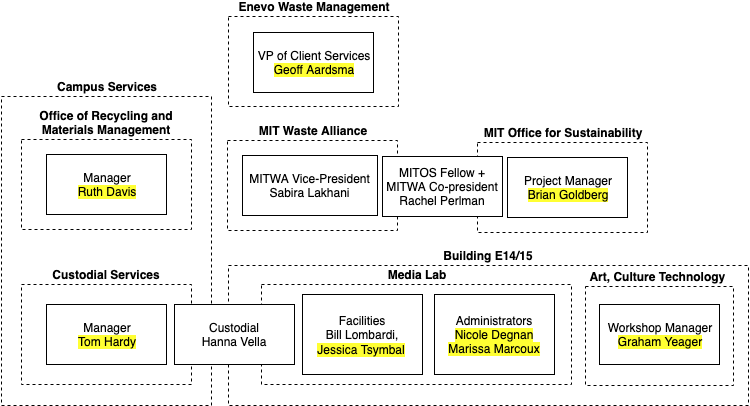 Enevo Waste Management
VP of Client Services
Geoff Aardsma
Campus Services
Office of Recycling and
Materials Management
Manager
Ruth Davis
MIT Waste Alliance
MITWA Vice-President
Sabira Lakhani
MITOS Fellow +
MITWA Co-president
Rachel Perlman
MIT Office for Sustainability
Project Manager
Brian Goldberg
Custodial Services
Manager
Tom Hardy
Custodial
Hanna Vella
Building E14/15
Media Lab
Facilities
Bill Lombardi,
Jessica Tsymbal
Administrators
Nicole Degnan
Marissa Marcoux
Art, Culture Technology
Workshop Manager
Graham Yeager